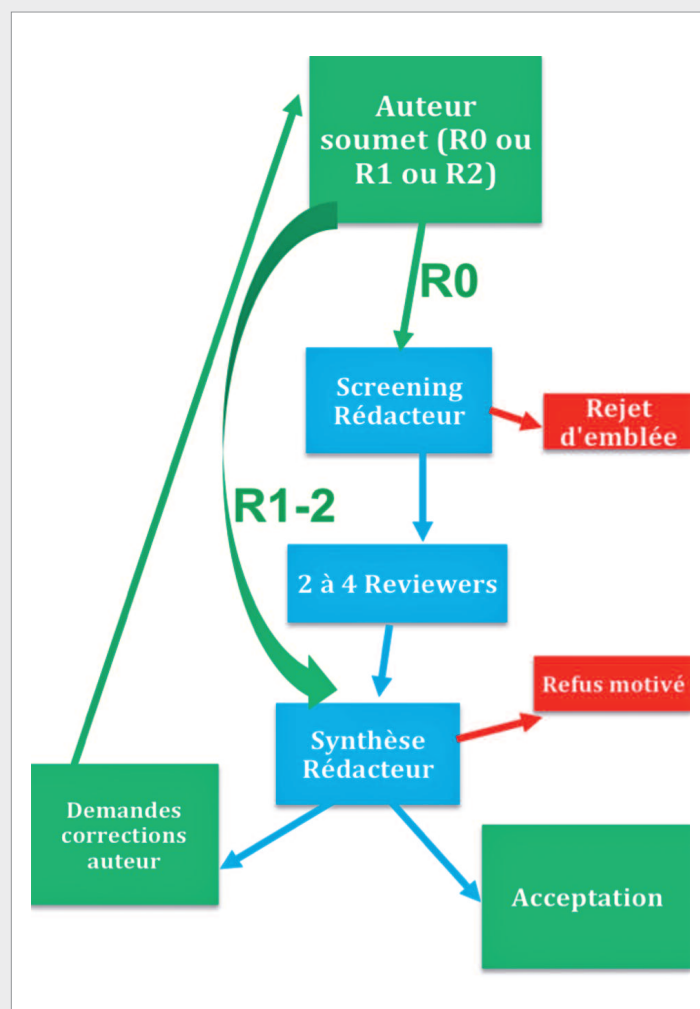 Auteur
soumet (R0 ou
R1 ou R2)
R0
Screening
Rédacteur
Rejet
d'emblée
R1-2
2 à 4 Reviewers
Refus motivé
Synthèse
Rédacteur
Demandes
corrections
auteur
Acceptation